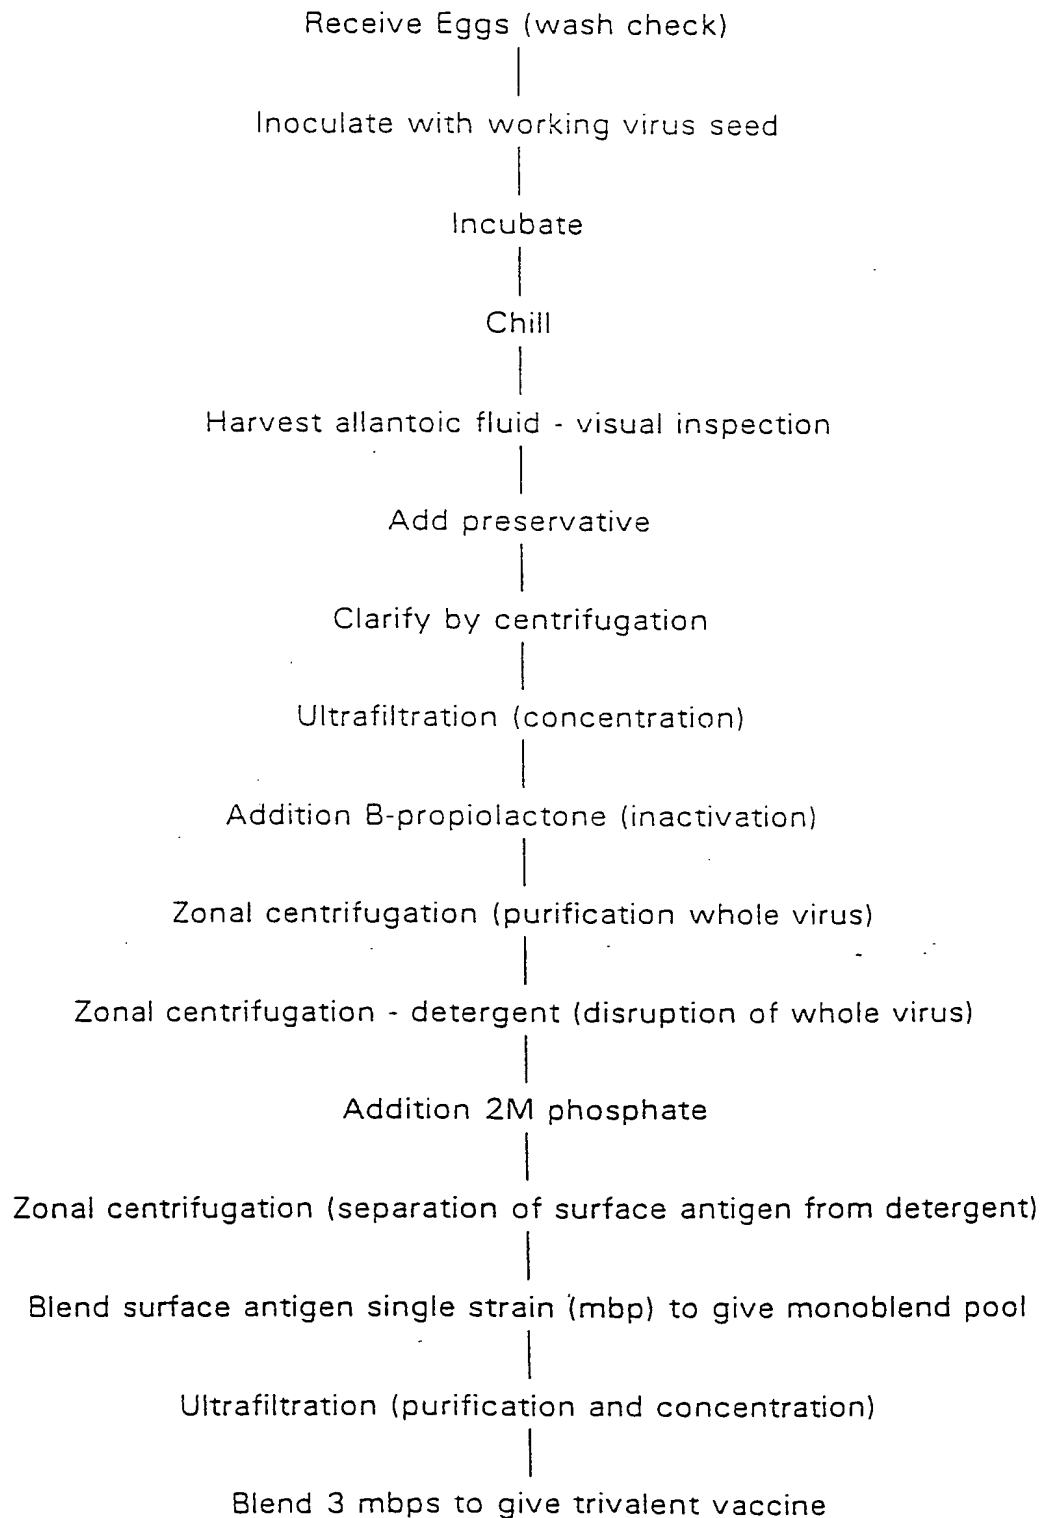 Receive Eggs (wash check)
Inoculate with working virus seed
Incubate
Chill
Harvest allantoic fluid - visual inspection
Add preservative
Clarify by centrifugation
Ultrafiltration (concentration)
Addition B-propiolactone (inactivation)
Zonal centrifugation (purification whole virus)
Zonal centrifugation - detergent (disruption of whole virus)
Addition 2M phosphate
Zonal centrifugation (separation of surface antigen from detergent)
Blend surface antigen single strain (mbp) to give monoblend pool
Ultrafiltration (purification and concentration)
Blend 3 mbps to give trivalent vaccine